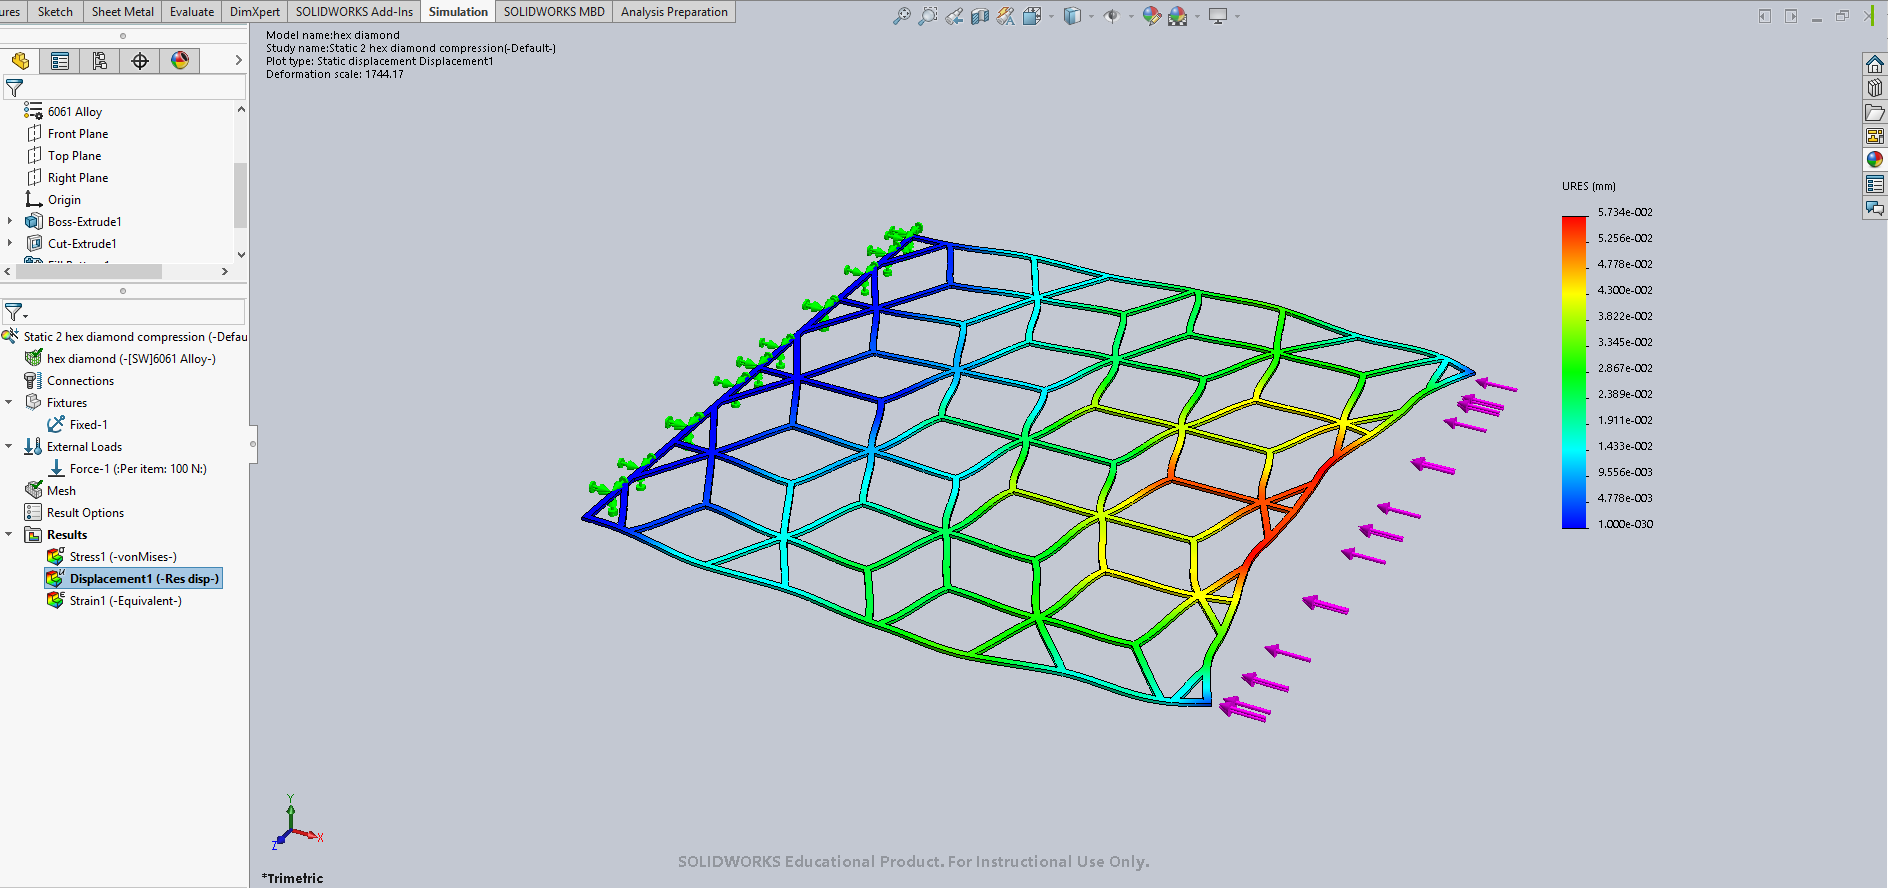 ures
Sketch
Sheet Metal
Evaluate
DimXpert
SOLIDWORKS Add-Ins
Simulation
SOLIDWORKS MBD
Analysis Preparation
Model name:hex diamond
Study name:Static 2 hex diamond compression(-Default-)
Plot type: Static displacement Displacement1
Deformation scale: 1744.17
6061 Alloy
Front Plane
Top Plane
Right Plane
Origin
Boss-Extrude1
Cut-Extrude1
Static 2 hex diamond compression (-Defau
hex diamond (-[SW]6061 Alloy-)
Connections
Fixtures
Fixed-1
External Loads
Force-1 (:Per item: 100 N:)
Mesh
Result Options
Results
Stress1 (-vonMises-)
Displacement1 (-Res disp-)
Strain1 (-Equivalent-)
URES (mm)
5.734e-002
5.256e-002
4.778e-002
4.300e-002
3.822e-002
3.345e-002
2.867e-002
2.389e-002
1.911e-002
1.433e-002
9.556e-003
4.778e-003
1.000e-030
Y
X
Z
SOLIDWORKS Educational Product. For Instructional Use Only.
*Trimetric